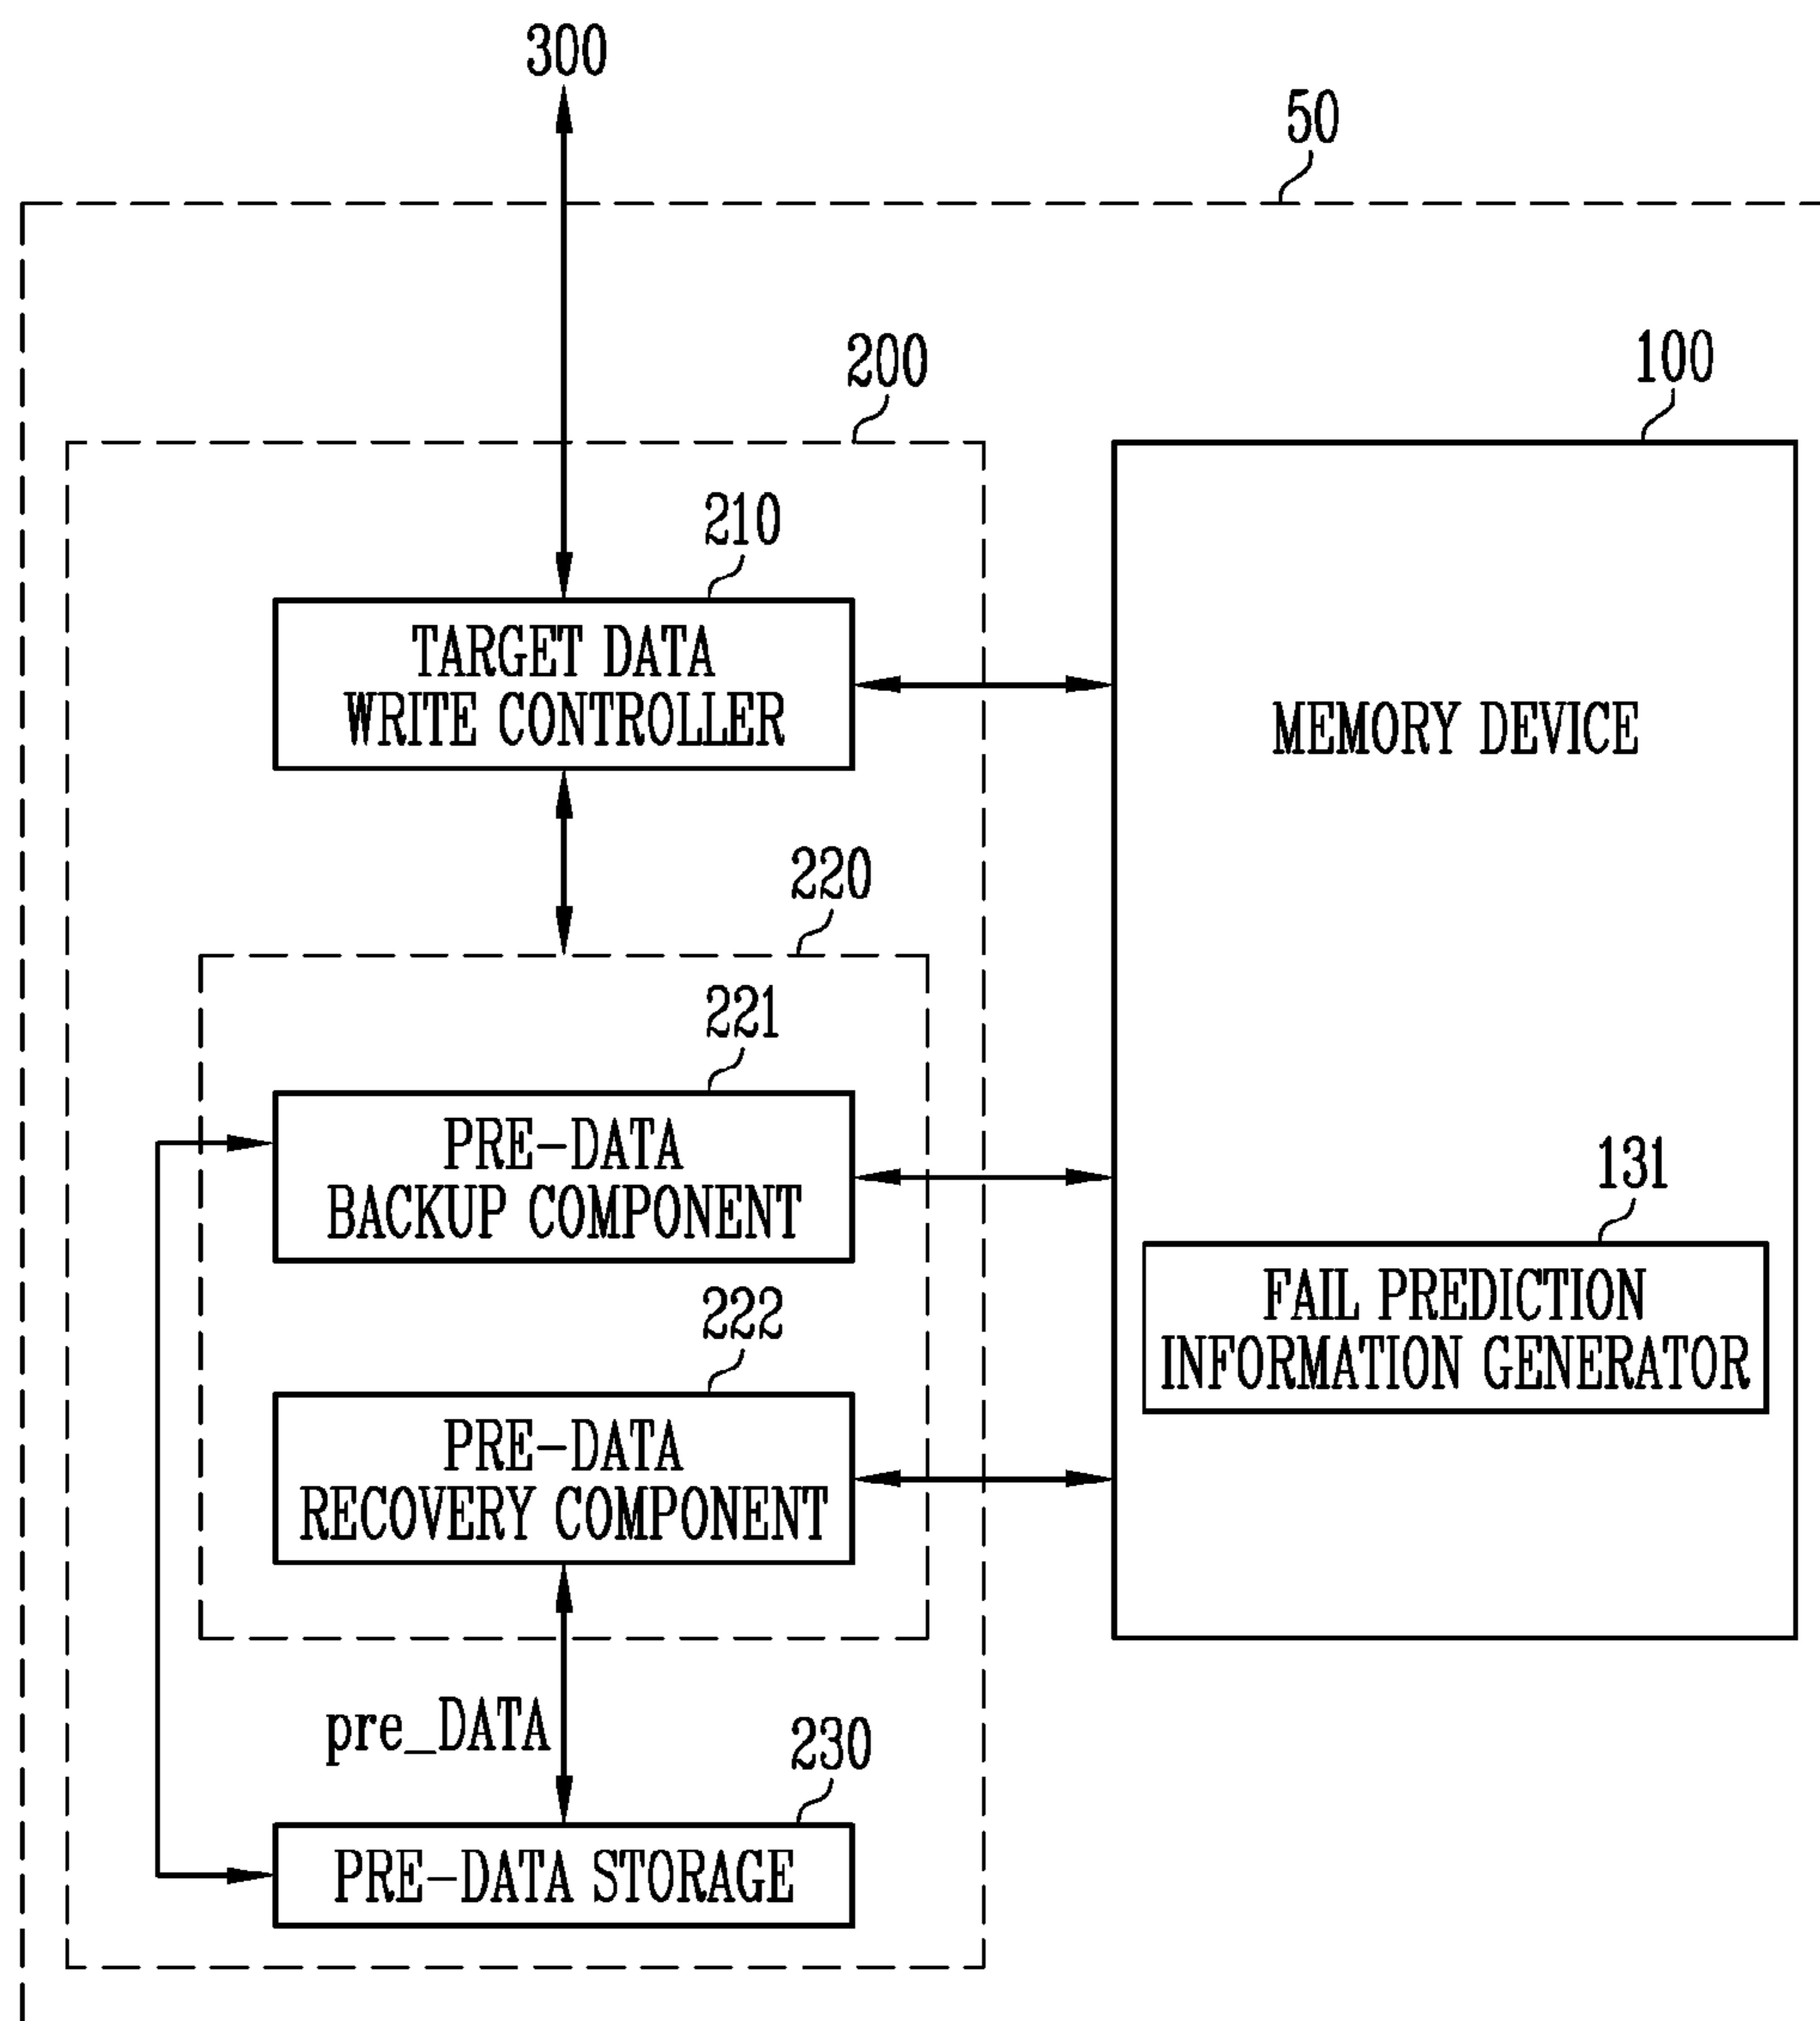 300
50
200
100
210
TARGET DATA
WRITE CONTROLLER
MEMORY DEVICE
220
221
PRE-DATA
BACKUP COMPONENT
131
FAIL PREDICTION
INFORMATION GENERATOR
222
PRE-DATA
RECOVERY COMPONENT
pre_DATA
230
PRE-DATA STORAGE